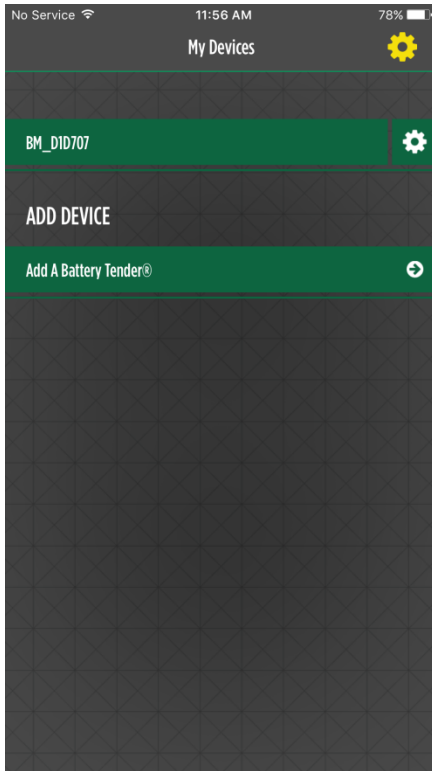 No Service 11:56 AM 78%
My Devices
BM_D1D707
ADD DEVICE
Add A Battery Tender®